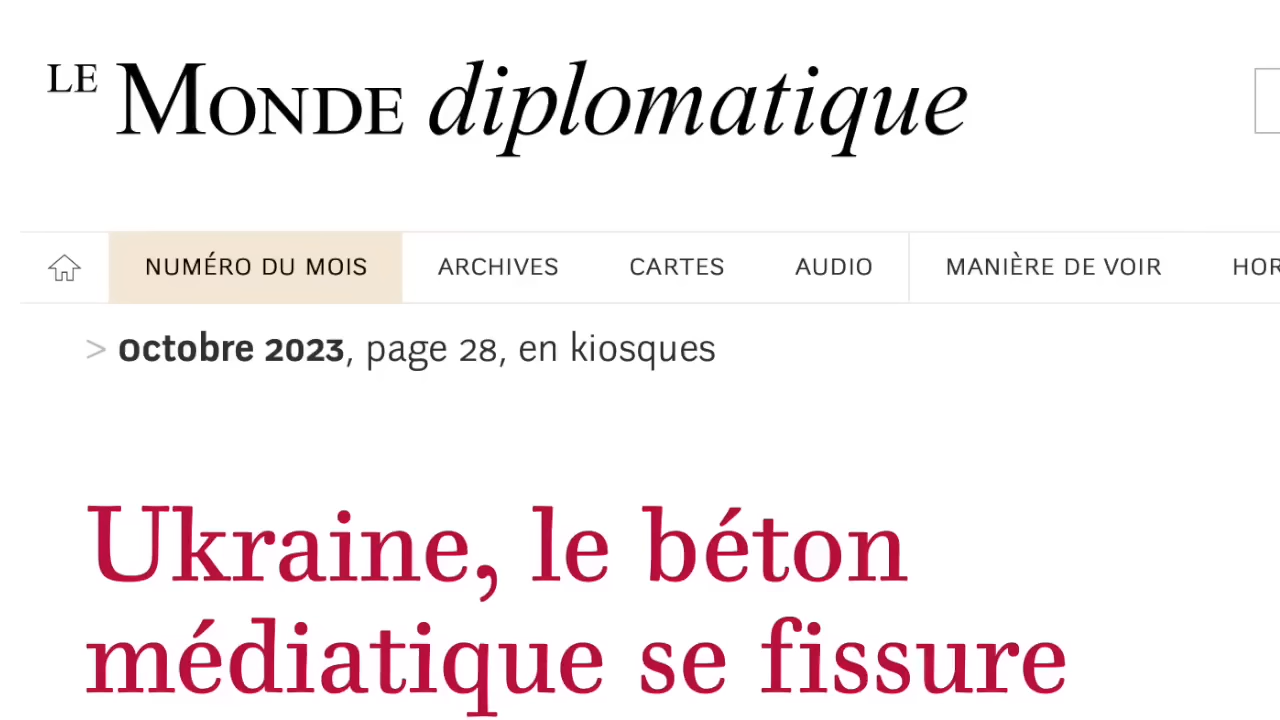 LE MONDE diplomatique
NUMÉRO DU MOIS ARCHIVES CARTES AUDIO MANIÈRE DE VOIR
> octobre 2023, page 28, en kiosques
Ukraine, le béton
médiatique se fissure